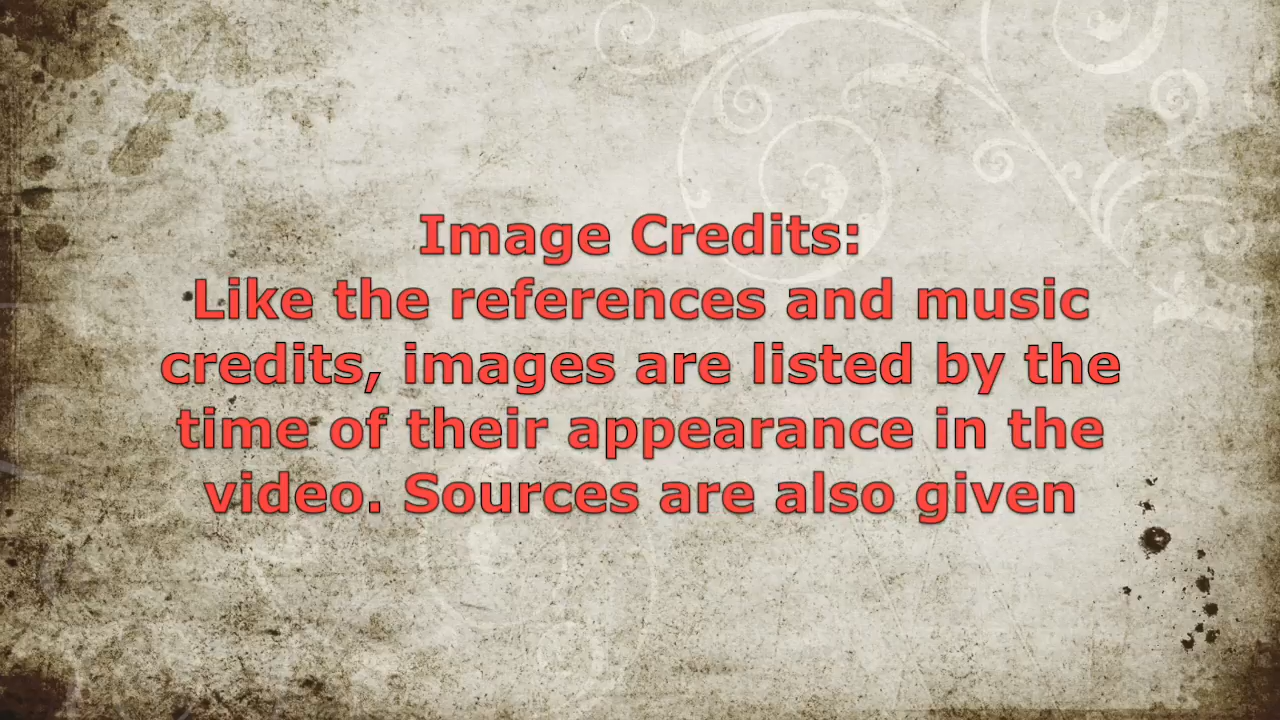 Image Credits:
Like the references and music
credits, images are listed by the
time of their appearance in the
video. Sources are also given